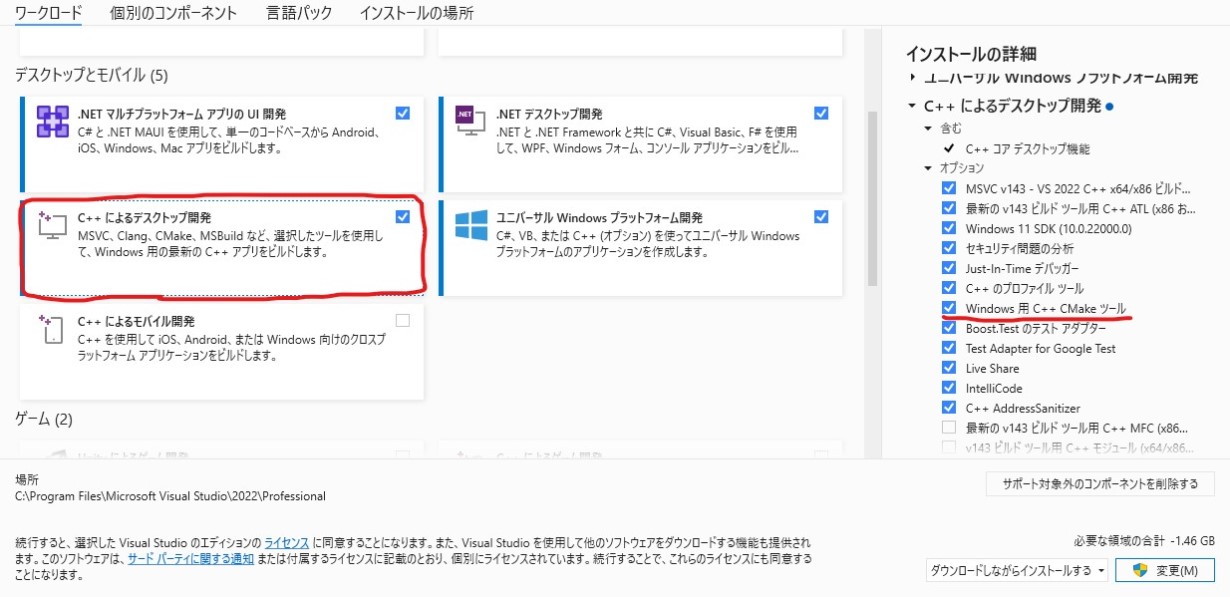 ワークロード 個別のコンポーネント 言語パック インストールの場所
デスクトップとモバイル (5)
.NET マルチプラットフォーム アプリの UI 開発
C# と .NET MAUI を使用して、単一のコードベースから Android、
iOS、Windows、Mac アプリをビルドします。
.NET
.NET デスクトップ開発
.NET と .NET Framework と共に C#、Visual Basic、F# を使用
して、WPF、Windows フォーム、コンソール アプリケーションをビル...
C++ によるデスクトップ開発
MSVC、Clang、CMake、MSBuild など、選択したツールを使用し
て、Windows 用の最新の C++ アプリをビルドします。
ユニバーサル Windows プラットフォーム開発
C#、VB、または C++ (オプション) を使ってユニバーサル Windows
プラットフォームのアプリケーションを作成します。
C++ によるモバイル開発
C++ を使用して iOS、Android、または Windows 向けのクロスプ
ラットフォーム アプリケーションをビルドします。
ゲーム (2)
Unity によるゲーム開発
C++ によるゲーム開発
インストールの詳細
ユニバーサル Windows プラットフォーム開発
C++ によるデスクトップ開発
含む
C++ コア デスクトップ機能
オプション
MSVC v143 - VS 2022 C++ x64/x86 ビルド...
最新の v143 ビルド ツール用 C++ ATL (x86 お...
Windows 11 SDK (10.0.22000.0)
セキュリティ問題の分析
Just-In-Time デバッガー
C++ のプロファイル ツール
Windows 用 C++ CMake ツール
Boost.Test のテスト アダプター
Test Adapter for Google Test
Live Share
IntelliCode
C++ AddressSanitizer
最新の v143 ビルド ツール用 C++ MFC (x86...
v143 ビルド ツール用 C++ モジュール (x64/x86...
場所
C:\Program Files\Microsoft Visual Studio\2022\Professional
サポート対象外のコンポーネントを削除する
続行すると、選択した Visual Studio のエディションの ライセンス に同意することになります。また、Visual Studio を使用して他のソフトウェアをダウンロードする機能も提供され
ます。このソフトウェアは、サード パーティに関する通知 または付属するライセンスに記載のとおり、個別にライセンスされています。続行することで、これらのライセンスにも同意する
ことになります。
必要な領域の合計 -1.46 GB
ダウンロードしながらインストールする
変更(M)